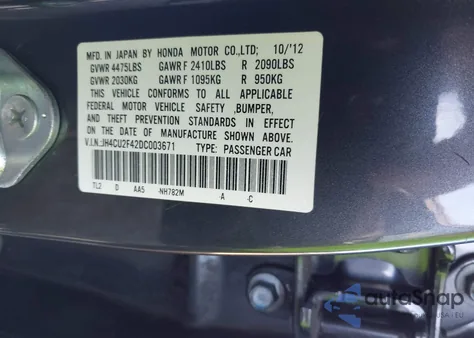 MFD. IN JAPAN BY HONDA MOTOR CO.,LTD. 10/'12
GVWR 4475LBS GAWR F 2410LBS R 2090LBS
GVWR 2030KG GAWR F 1095KG R 950KG
THIS VEHICLE CONFORMS TO ALL APPLICABLE
FEDERAL MOTOR VEHICLE SAFETY ,BUMPER,
AND THEFT PREVENTION STANDARDS IN EFFECT
ON THE DATE OF MANUFACTURE SHOWN ABOVE.
V.I.N.:JH4CU2F42DC003671 TYPE: PASSENGER CAR
TL2 D AA5 -NH782M -A -C
autoSnap
USA - EU